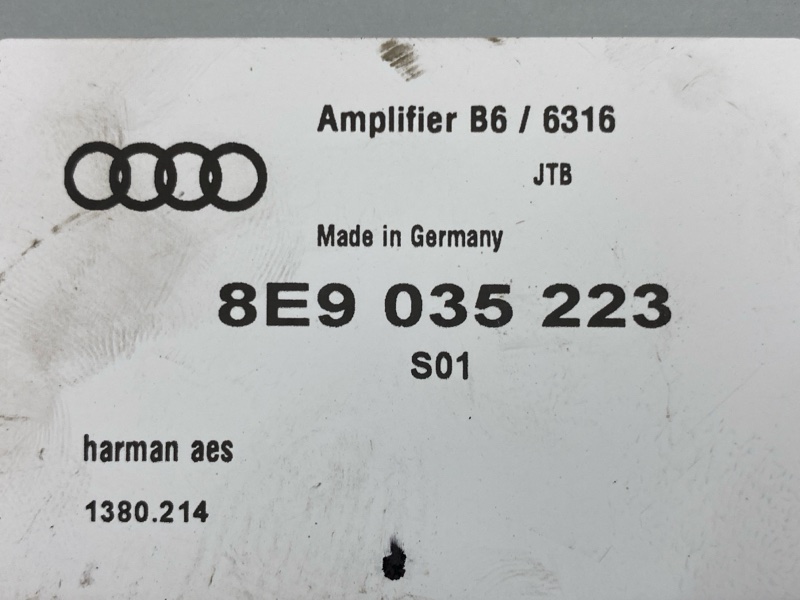 Amplifier B6 / 6316
JTB
Made in Germany
8E9 035 223
S01
harman aes
1380.214